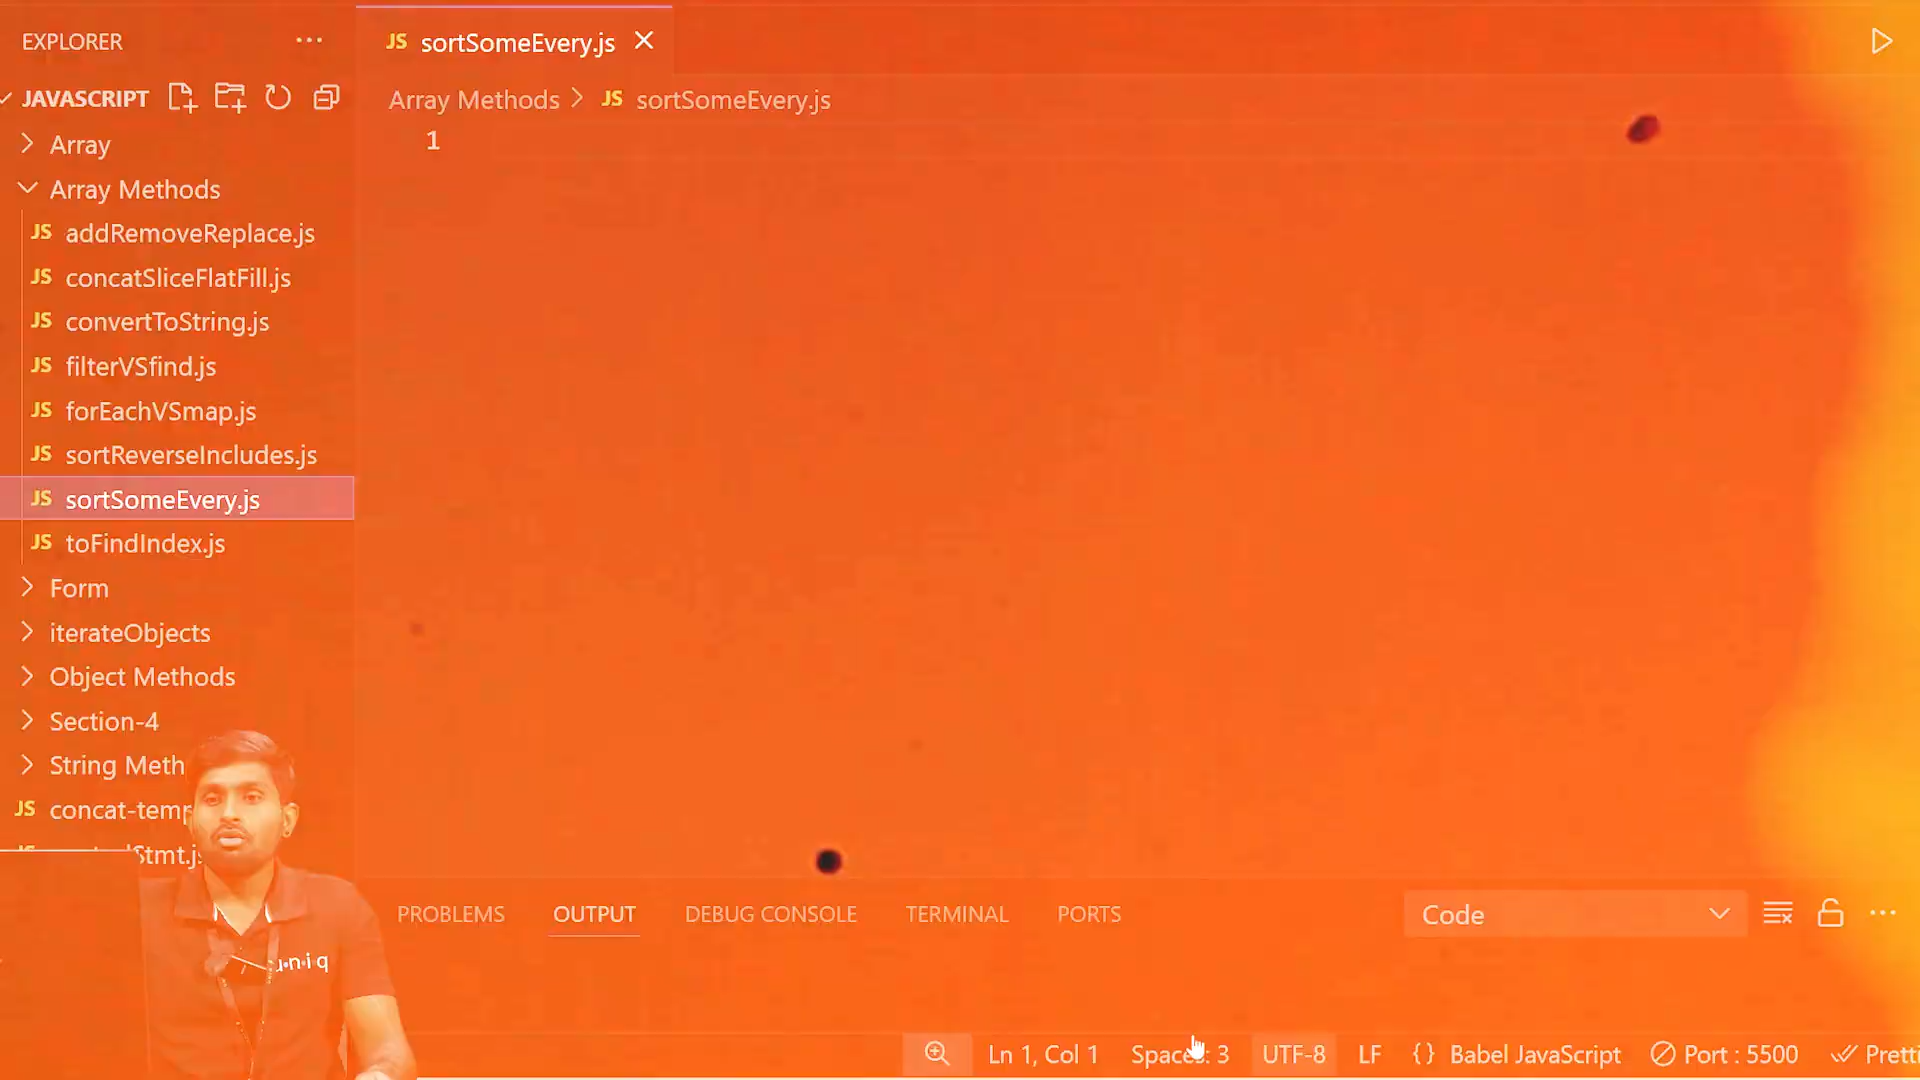 EXPLORER
JS sortSomeEvery.js
JAVASCRIPT
Array Methods > JS sortSomeEvery.js
1
Array
Array Methods
JS addRemoveReplace.js
JS concatSliceFlatFill.js
JS convertToString.js
JS filterVSfind.js
JS forEachVSmap.js
JS sortReverseIncludes.js
JS sortSomeEvery.js
JS toFindIndex.js
Form
iterateObjects
Object Methods
Section-4
String Meth
JS concat-temp
Stmt.js
PROBLEMS OUTPUT DEBUG CONSOLE TERMINAL PORTS
Code
u·n·i·q
Ln 1, Col 1 Spaces: 3 UTF-8 LF {} Babel JavaScript Port : 5500 Pretti